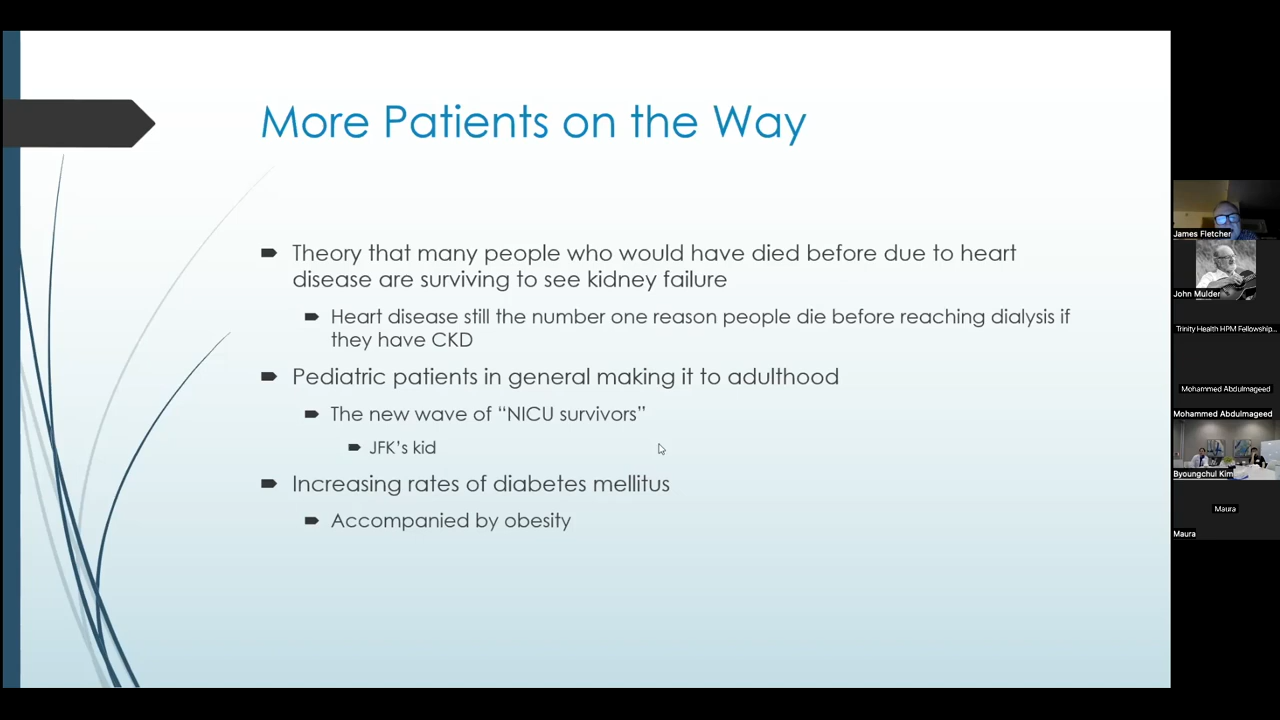 More Patients on the Way
Theory that many people who would have died before due to heart
disease are surviving to see kidney failure
Heart disease still the number one reason people die before reaching dialysis if
they have CKD
Pediatric patients in general making it to adulthood
The new wave of “NICU survivors”
JFK’s kid
Increasing rates of diabetes mellitus
Accompanied by obesity
James Fletcher
John Mulder
Trinity Health HPM Fellowship...
Mohammed Abdulmageed
Mohammed Abdulmageed
Byoungchul Kim
Maura
Maura